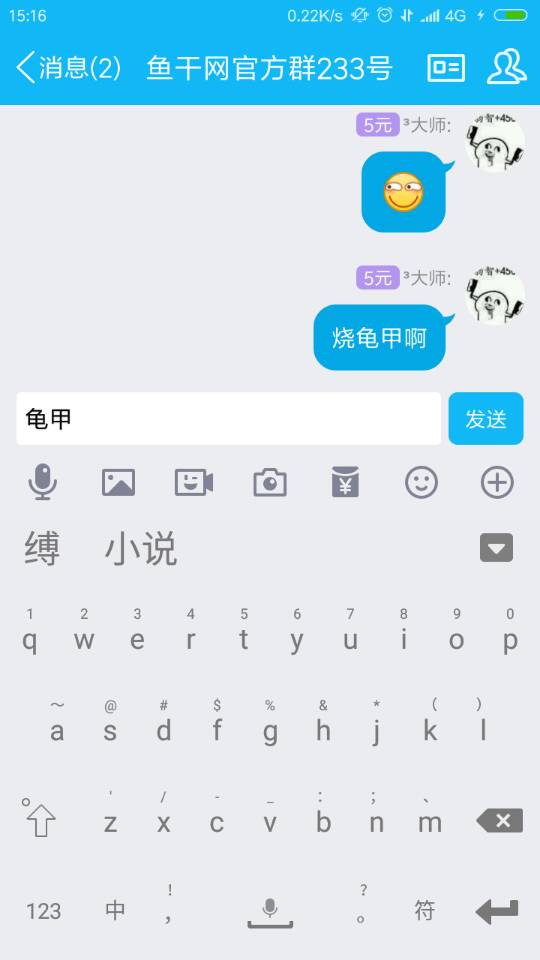 15:16 0.22K/s 4G
消息(2) 鱼干网官方群233号
5元 ³大师:
5元 ³大师:
烧龟甲啊
龟甲 发送
缚 小说
1 2 3 4 5 6 7 8 9 0
q w e r t y u i o p
～ @ # $ % & * ( )
a s d f g h j k l
' / - _ : ; 、
z x c v b n m
! ?
123 中 ， 。 符